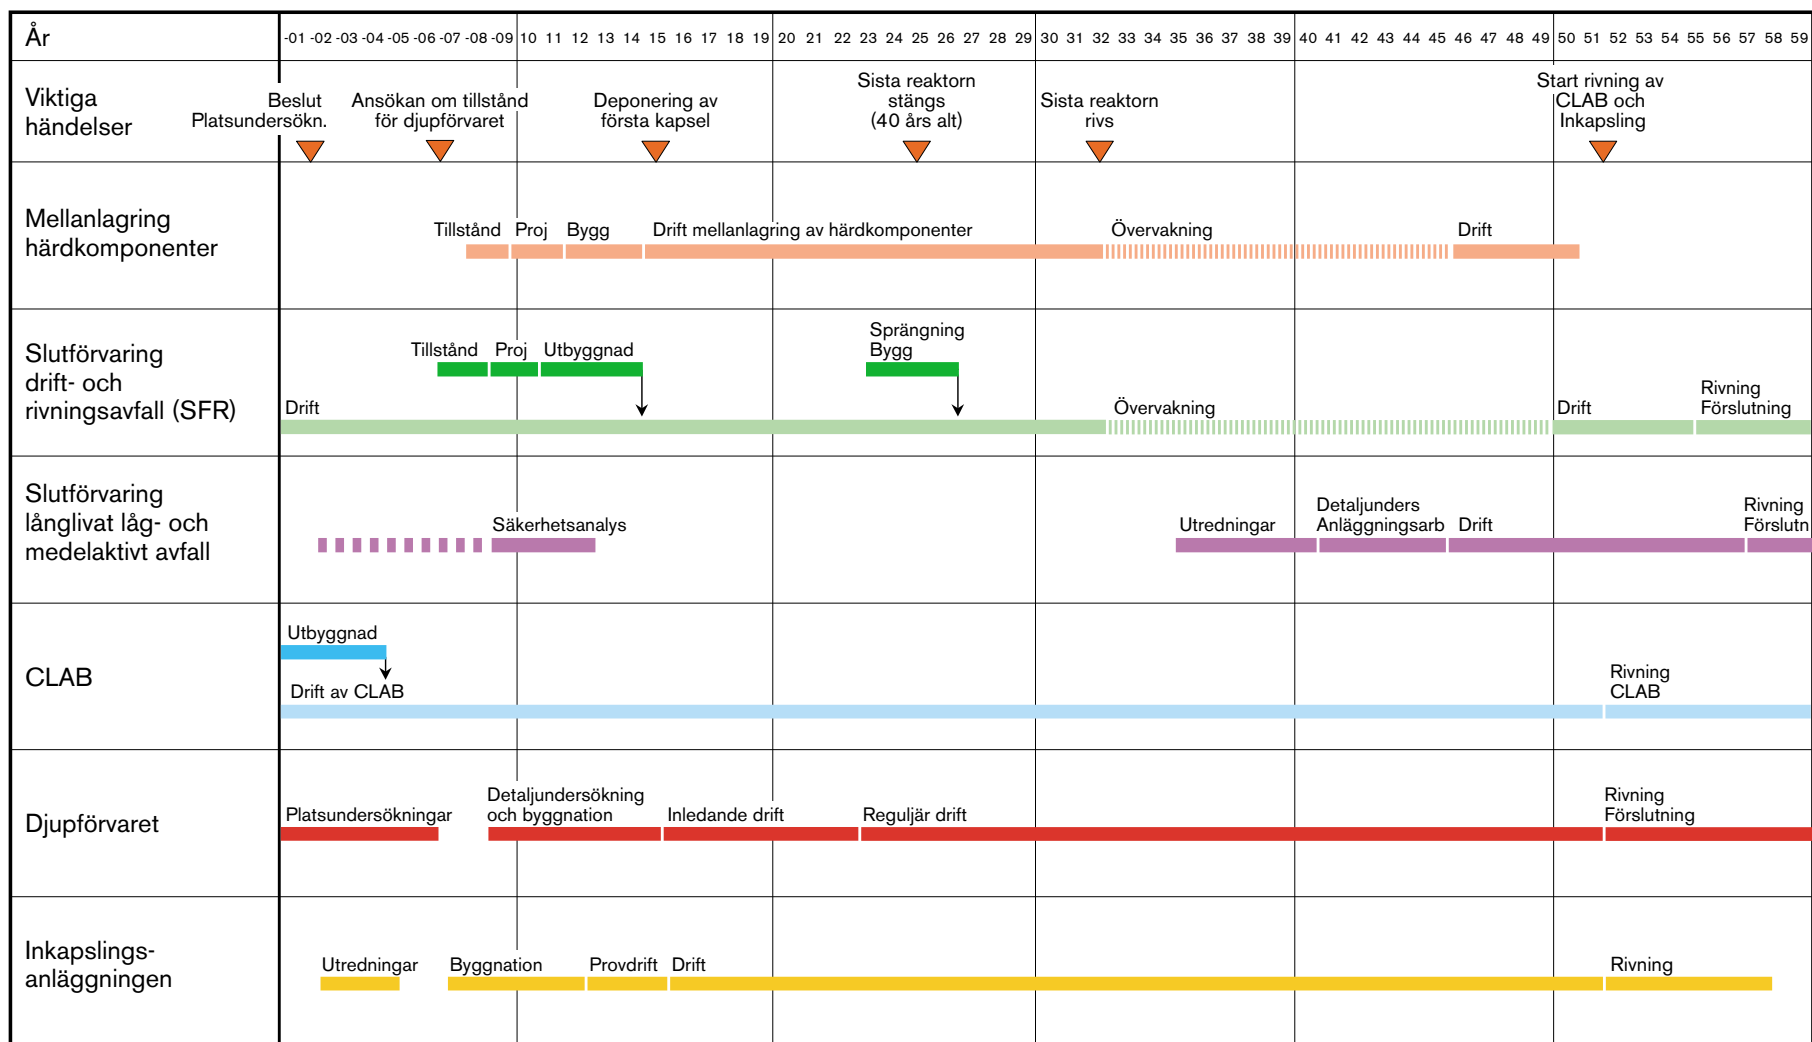 År
-01 -02 -03 -04 -05 -06 -07 -08 -09 10 11 12 13 14 15 16 17 18 19 20 21 22 23 24 25 26 27 28 29 30 31 32 33 34 35 36 37 38 39 40 41 42 43 44 45 46 47 48 49 50 51 52 53 54 55 56 57 58 59
Viktiga
händelser
Beslut
Platsundersökn.
Ansökan om tillstånd
för djupförvaret
Deponering av
första kapsel
Sista reaktorn
stängs
(40 års alt)
Sista reaktorn
rivs
Start rivning av
CLAB och
Inkapsling
Mellanlagring
härdkomponenter
Tillstånd
Proj
Bygg
Drift mellanlagring av härdkomponenter
Övervakning
Drift
Slutförvaring
drift- och
rivningsavfall (SFR)
Tillstånd
Proj
Utbyggnad
Sprängning
Bygg
Drift
Övervakning
Drift
Rivning
Förslutning
Slutförvaring
långlivat låg- och
medelaktivt avfall
Säkerhetsanalys
Utredningar
Detaljunders
Anläggningsarb
Drift
Rivning
Förslutn
CLAB
Utbyggnad
Drift av CLAB
Rivning
CLAB
Djupförvaret
Platsundersökningar
Detaljundersökning
och byggnation
Inledande drift
Reguljär drift
Rivning
Förslutning
Inkapslings-
anläggningen
Utredningar
Byggnation
Provdrift
Drift
Rivning